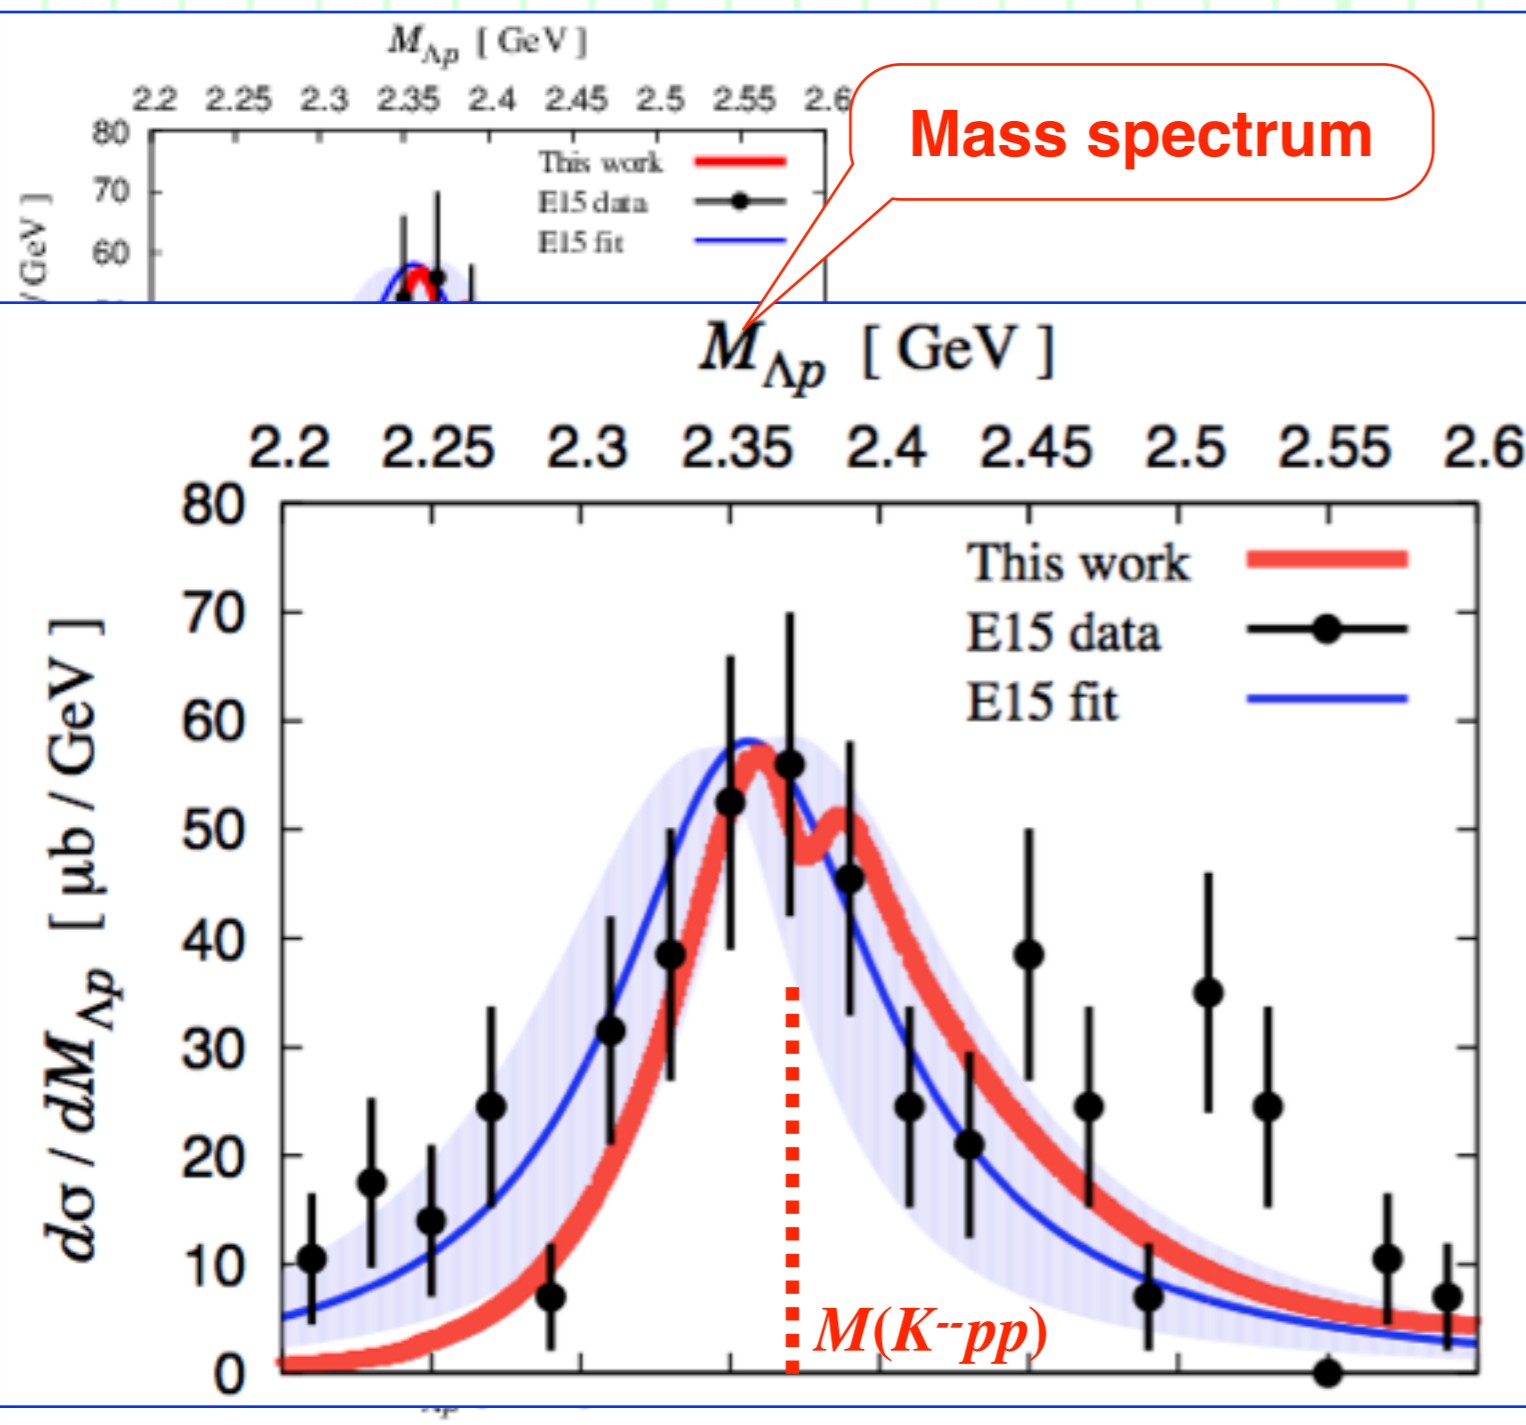 M_Λp [ GeV ]
2.2 2.25 2.3 2.35 2.4 2.45 2.5 2.55 2.6
Mass spectrum
80
70
60
/ GeV ]
This work
E15 data
E15 fit
M_Λp [ GeV ]
2.2 2.25 2.3 2.35 2.4 2.45 2.5 2.55 2.6
80
70
60
50
40
30
20
10
0
dσ / dM_Λp [ μb / GeV ]
This work
E15 data
E15 fit
M(K--pp)